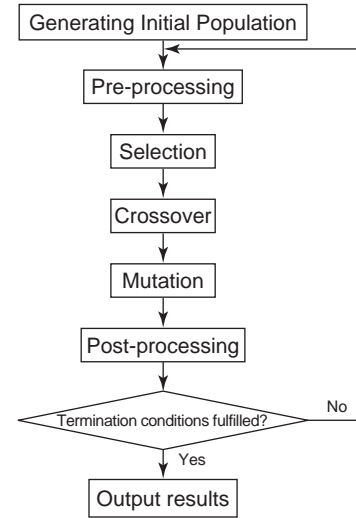 Generating Initial Population
Pre-processing
Selection
Crossover
Mutation
Post-processing
Termination conditions fulfilled?
No
Yes
Output results